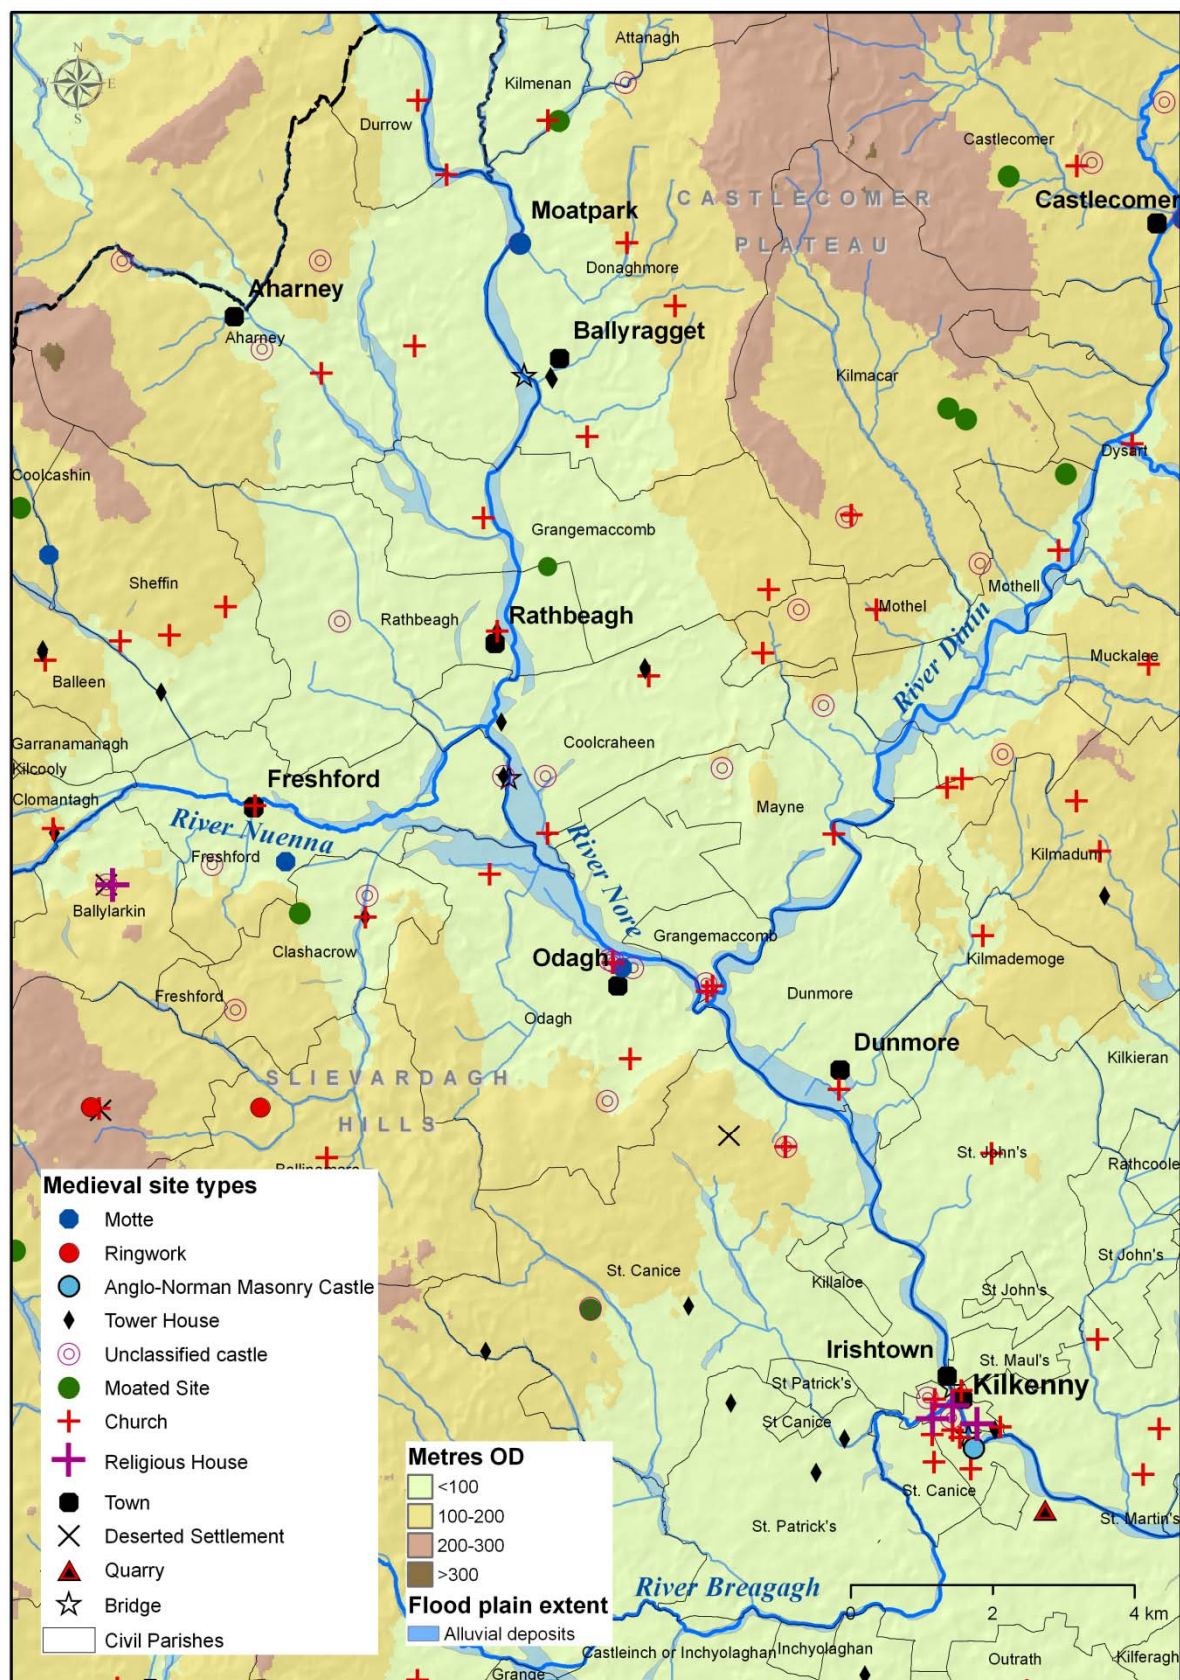 N
W
E
S
Attanagh
Kilmenan
Durrow
Castlecomer
CASTLECOMER
PLATEAU
Castlecomer
Moatpark
Donaghmore
Aharney
Aharney
Ballyragget
Kilmacar
Dysart
Coolcashin
Grangemaccomb
Sheffin
Mothell
Mothel
Rathbeagh
Rathbeagh
River Dinin
Muckalee
Balleen
Garranamanagh
Kilcooly
Clomantagh
Coolcraheen
Freshford
Mayne
River Nuenna
Freshford
River Nore
Kilmadum
Ballylarkin
Clashacrow
Grangemaccomb
Odagh
Kilmademoge
Freshford
Odagh
Dunmore
Dunmore
Kilkieran
SLIEVARDAGH
HILLS
St. John's
Rathcoole
St John's
St. Canice
Killaloe
St John's
Irishtown
St. Maul's
St Patrick's
Kilkenny
St Canice
St. Canice
St. Patrick's
St. Martin's
River Breagagh
0 2 4 km
Castleinch or Inchyolaghan
Inchyolaghan
Outrath
Kilferagh
Grange
Medieval site types
Motte
Ringwork
Anglo-Norman Masonry Castle
Tower House
Unclassified castle
Moated Site
Church
Religious House
Town
Deserted Settlement
Quarry
Bridge
Civil Parishes
Metres OD
<100
100-200
200-300
>300
Flood plain extent
Alluvial deposits